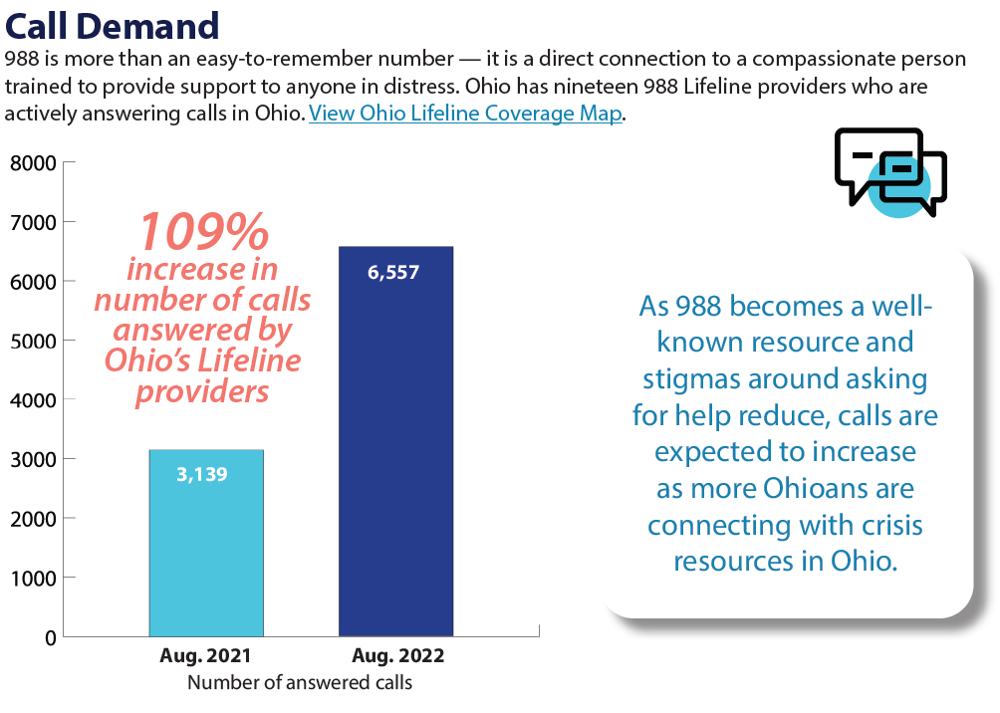 Call Demand
988 is more than an easy-to-remember number — it is a direct connection to a compassionate person
trained to provide support to anyone in distress. Ohio has nineteen 988 Lifeline providers who are
actively answering calls in Ohio. View Ohio Lifeline Coverage Map.
8000
7000
6000
5000
4000
3000
2000
1000
0
109%
increase in
number of calls
answered by
Ohio's Lifeline
providers
3,139
6,557
Aug. 2021
Aug. 2022
Number of answered calls
As 988 becomes a well-
known resource and
stigmas around asking
for help reduce, calls are
expected to increase
as more Ohioans are
connecting with crisis
resources in Ohio.